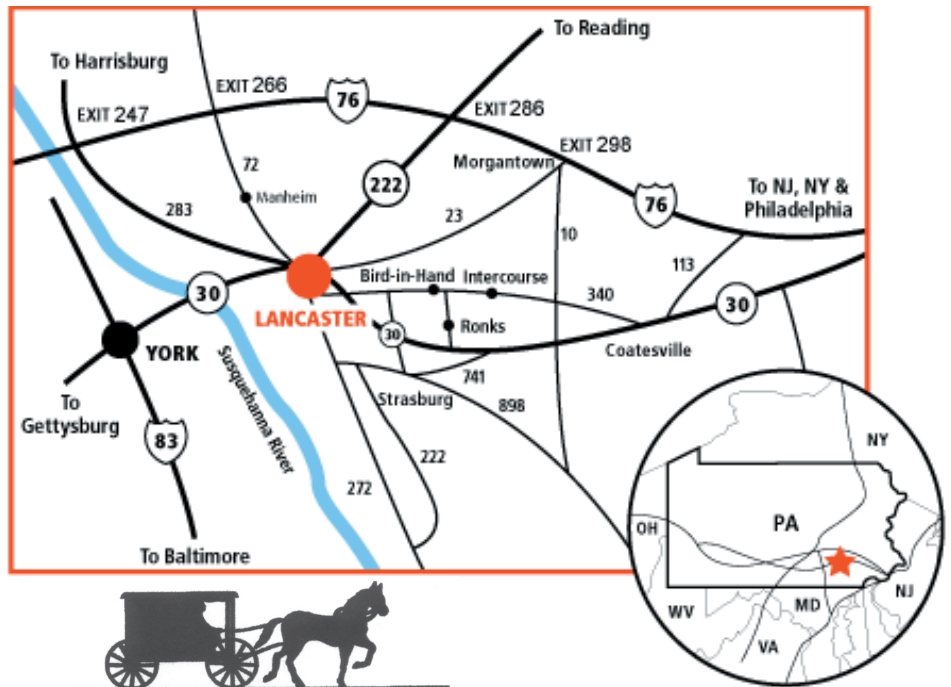 To Reading
To Harrisburg
EXIT 266
76
EXIT 247
EXIT 286
EXIT 298
Morgantown
72
222
Manheim
76
To NJ, NY &
Philadelphia
283
23
10
113
Bird-in-Hand
Intercourse
30
340
30
LANCASTER
30
Ronks
YORK
Coatesville
741
Strasburg
898
To
Gettysburg
Susquehanna River
83
222
272
To Baltimore
NY
PA
OH
NJ
MD
WV
VA